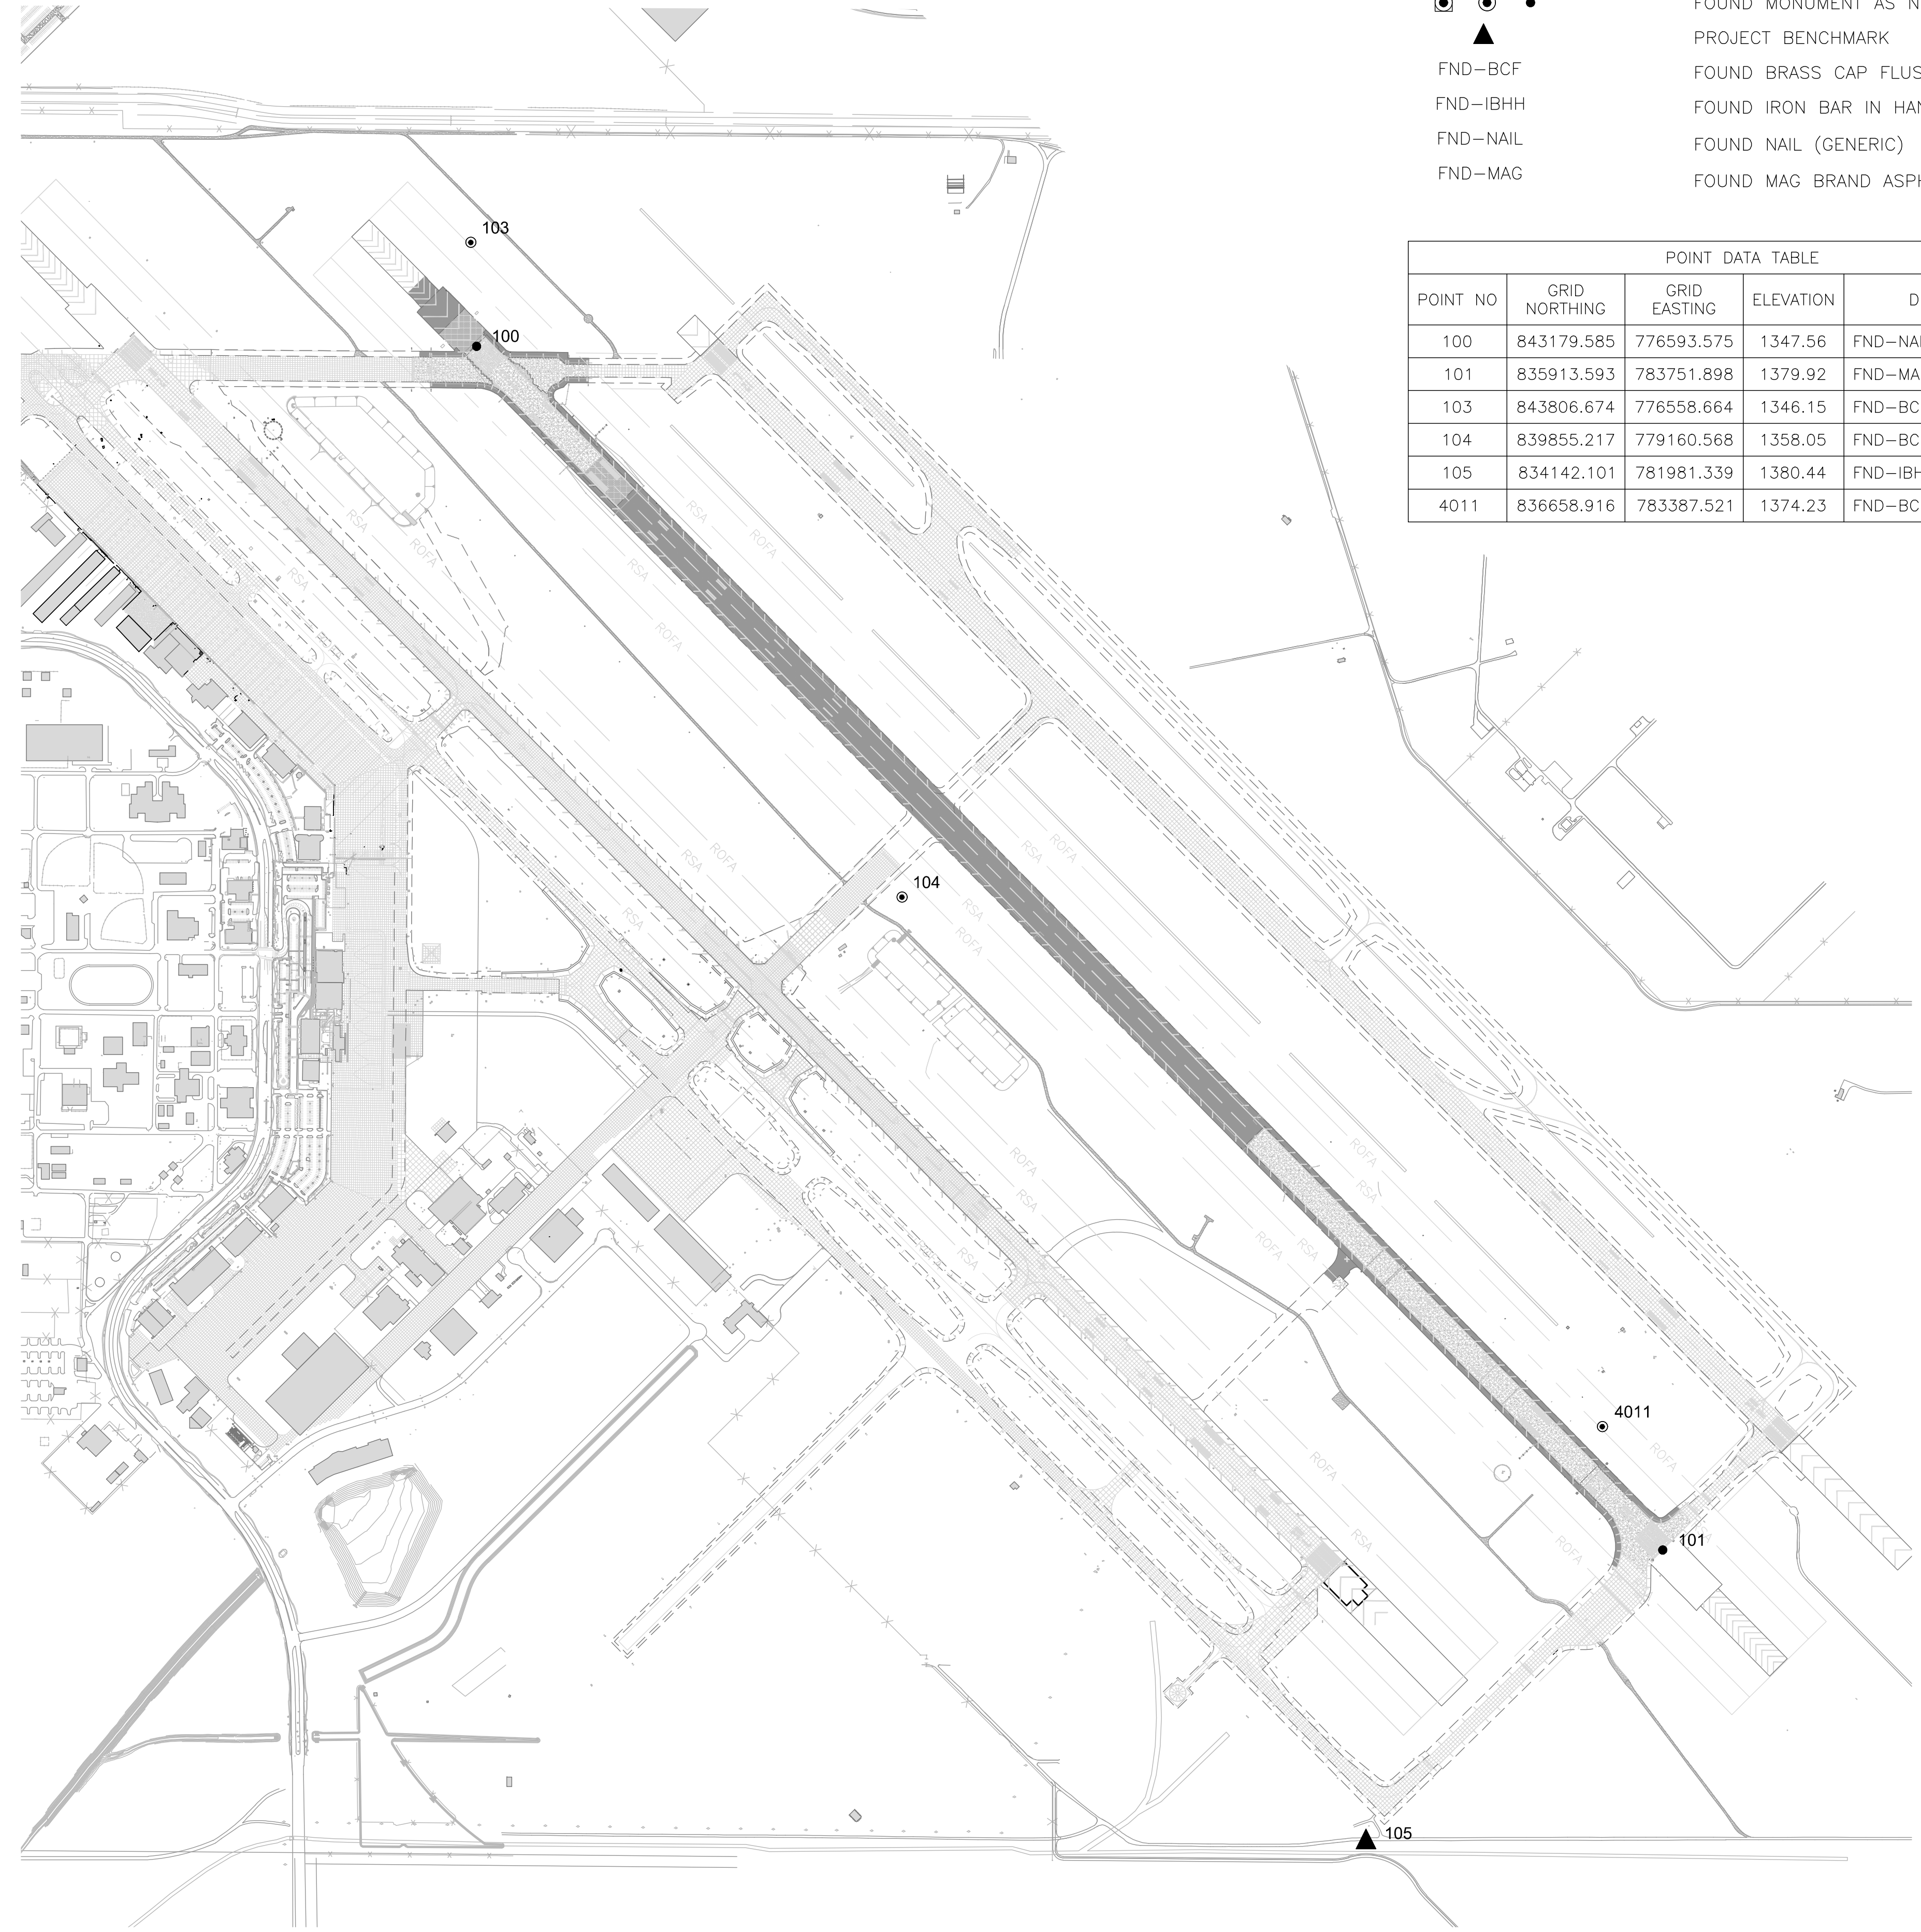 FOUND MONUMENT AS N
PROJECT BENCHMARK
FND-BCF FOUND BRASS CAP FLUS
FND-IBHH FOUND IRON BAR IN HAN
FND-NAIL FOUND NAIL (GENERIC)
FND-MAG FOUND MAG BRAND ASPH
POINT DATA TABLE
POINT NO GRID NORTHING GRID EASTING ELEVATION D
100 843179.585 776593.575 1347.56 FND-NAI
101 835913.593 783751.898 1379.92 FND-MA
103 843806.674 776558.664 1346.15 FND-BC
104 839855.217 779160.568 1358.05 FND-BC
105 834142.101 781981.339 1380.44 FND-IBH
4011 836658.916 783387.521 1374.23 FND-BC
103
100
RSA
ROFA
RSA
ROFA
RSA
RSA
ROFA
ROFA
RSA
ROFA
RSA
ROFA
104
RSA
RSA
ROFA
ROFA
RSA
ROFA
RSA
RSA
ROFA
RSA
4011
ROFA
ROFA
RSA
ROFA
101
105